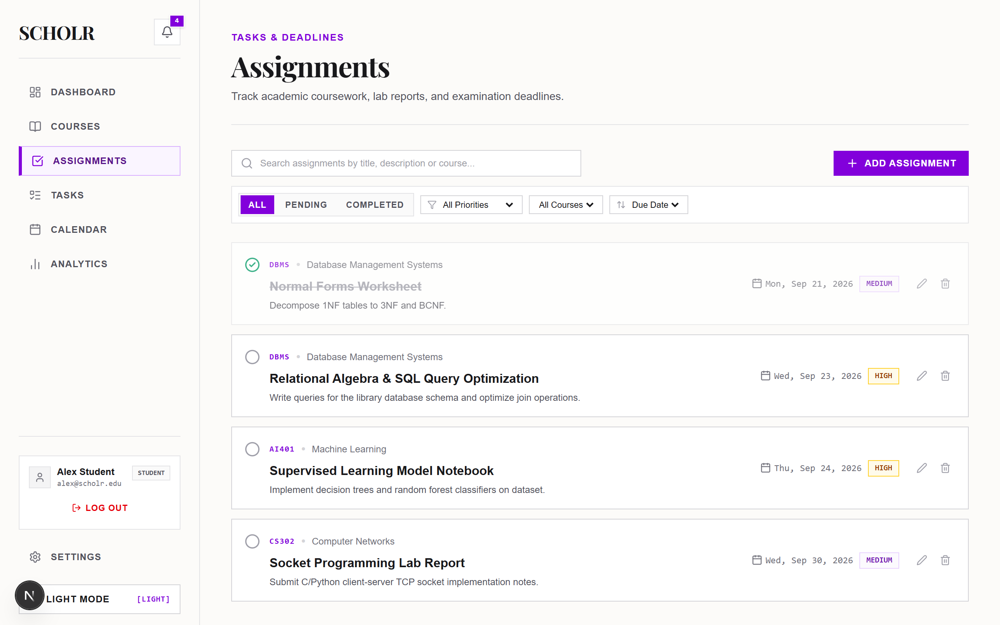 SCHOLR
4
DASHBOARD
COURSES
ASSIGNMENTS
TASKS
CALENDAR
ANALYTICS
Alex Student
STUDENT
alex@scholr.edu
LOG OUT
SETTINGS
N
LIGHT MODE
[LIGHT]
TASKS & DEADLINES
Assignments
Track academic coursework, lab reports, and examination deadlines.
Search assignments by title, description or course...
ADD ASSIGNMENT
ALL
PENDING
COMPLETED
All Priorities
All Courses
Due Date
DBMS • Database Management Systems
Normal Forms Worksheet
Decompose 1NF tables to 3NF and BCNF.
Mon, Sep 21, 2026
MEDIUM
DBMS • Database Management Systems
Relational Algebra & SQL Query Optimization
Write queries for the library database schema and optimize join operations.
Wed, Sep 23, 2026
HIGH
AI401 • Machine Learning
Supervised Learning Model Notebook
Implement decision trees and random forest classifiers on dataset.
Thu, Sep 24, 2026
HIGH
CS302 • Computer Networks
Socket Programming Lab Report
Submit C/Python client-server TCP socket implementation notes.
Wed, Sep 30, 2026
MEDIUM